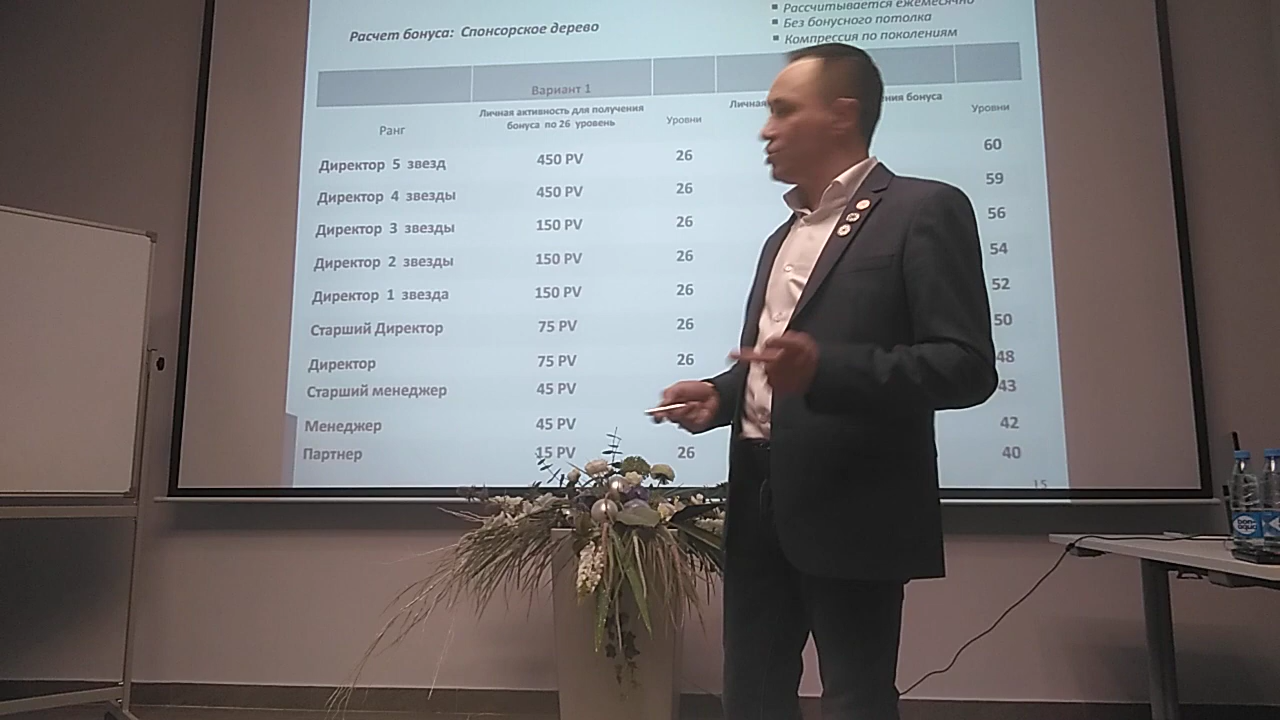 Расчет бонуса: Спонсорское дерево
Рассчитывается ежемесячно
Без бонусного потолка
Компрессия по поколениям
Вариант 1
Ранг
Личная активность для получения
бонуса по 26 уровень
Уровни
бонуса
Уровни
Директор 5 звезд 450 PV 26 60
Директор 4 звезды 450 PV 26 59
Директор 3 звезды 150 PV 26 56
Директор 2 звезды 150 PV 26 54
Директор 1 звезда 150 PV 26 52
Старший Директор 75 PV 26 50
Директор 75 PV 26 48
Старший менеджер 45 PV 43
Менеджер 45 PV 42
Партнер 15 PV 26 40
15